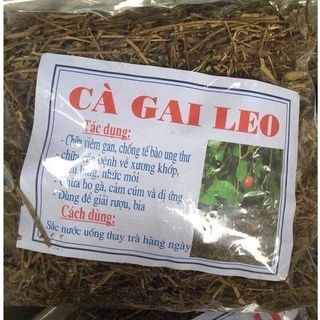 CÀ GAI LEO
Tác dụng:
- Chữa viêm gan, chống tế bào ung thư
- chữa bệnh về xương khớp,
lưng, nhức mỏi
chữa ho gà, cảm cúm và dị ứng
- Dùng để giải rượu, bia
Cách dùng:
Sắc nước uống thay trà hàng ngày